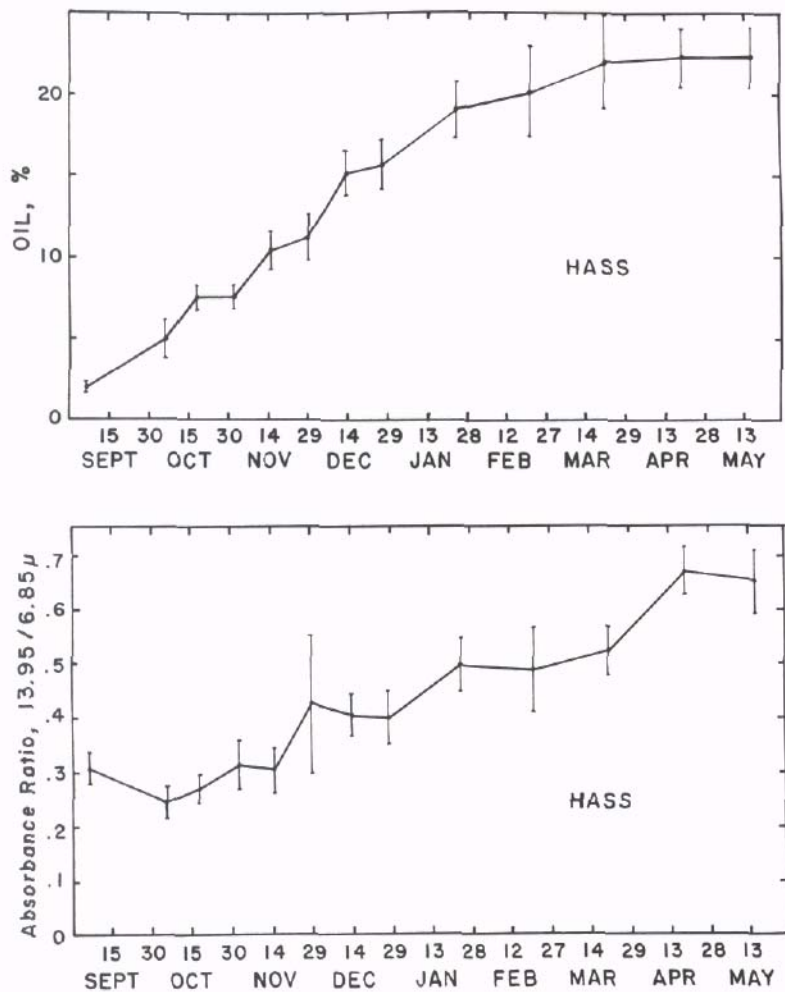 OIL, %
20
10
0
HASS
15 30 15 30 14 29 14 29 13 28 12 27 14 29 13 28 13
SEPT OCT NOV DEC JAN FEB MAR APR MAY
Absorbance Ratio, 13.95/6.85μ
.7
.6
.5
.4
.3
.2
.1
0
HASS
15 30 15 30 14 29 14 29 13 28 12 27 14 29 13 28 13
SEPT OCT NOV DEC JAN FEB MAR APR MAY